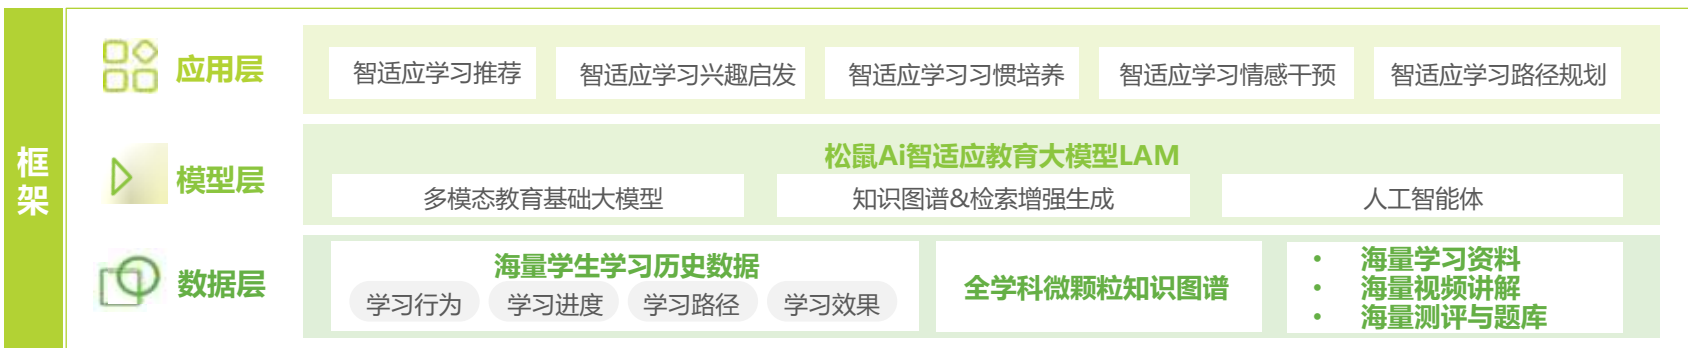 框架
应用层
智适应学习推荐
智适应学习兴趣启发
智适应学习习惯培养
智适应学习情感干预
智适应学习路径规划
模型层
松鼠Ai智适应教育大模型LAM
多模态教育基础大模型
知识图谱&检索增强生成
人工智能体
数据层
海量学生学习历史数据
学习行为
学习进度
学习路径
学习效果
全学科微颗粒知识图谱
• 海量学习资料
• 海量视频讲解
• 海量测评与题库